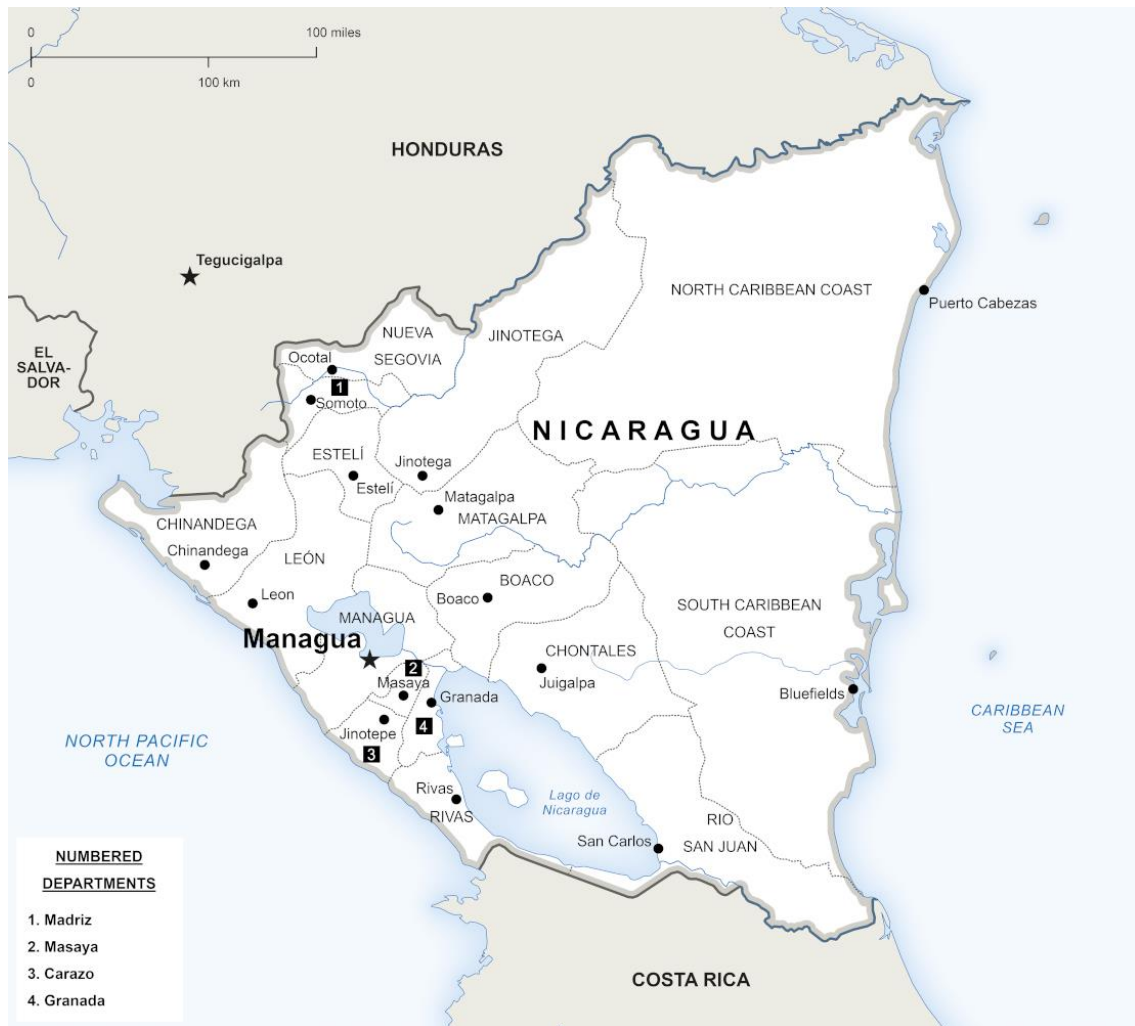 0 100 miles
0 100 km
HONDURAS
Tegucigalpa
EL
SALVA-
DOR
NUEVA
SEGOVIA
JINOTEGA
NORTH CARIBBEAN COAST
Puerto Cabezas
Ocotal
1
Somoto
NICARAGUA
ESTELÍ
Estelí
Jinotega
Matagalpa
MATAGALPA
CHINANDEGA
Chinandega
LEÓN
Leon
BOACO
Boaco
MANAGUA
Managua
SOUTH CARIBBEAN
COAST
CHONTALES
Juigalpa
2
Masaya
Granada
4
Jinotepe
3
Bluefields
CARIBBEAN
SEA
NORTH PACIFIC
OCEAN
Rivas
RIVAS
Lago de
Nicaragua
San Carlos
RIO
SAN JUAN
COSTA RICA
NUMBERED
DEPARTMENTS
1. Madriz
2. Masaya
3. Carazo
4. Granada